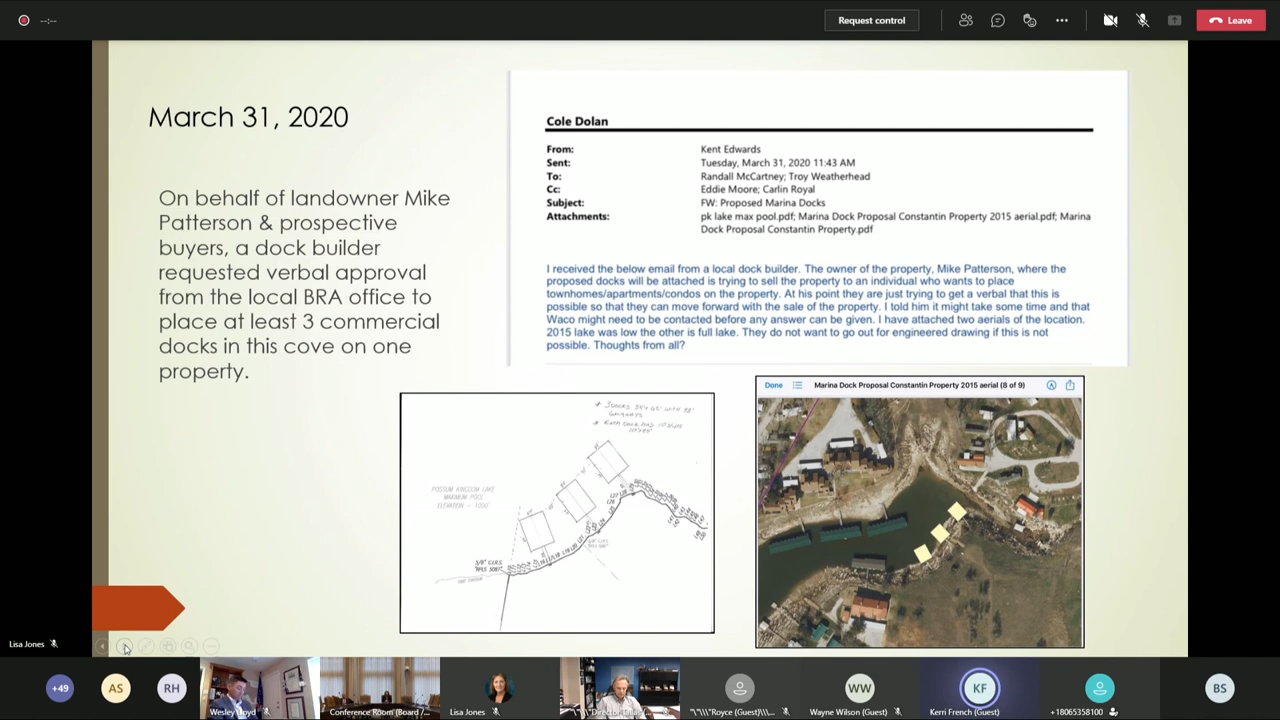 --:--
Request control
Leave
March 31, 2020
On behalf of landowner Mike
Patterson & prospective
buyers, a dock builder
requested verbal approval
from the local BRA office to
place at least 3 commercial
docks in this cove on one
property.
Cole Dolan
From: Kent Edwards
Sent: Tuesday, March 31, 2020 11:43 AM
To: Randall McCartney; Troy Weatherhead
Cc: Eddie Moore; Carlin Royal
Subject: FW: Proposed Marina Docks
Attachments: pk lake max pool.pdf; Marina Dock Proposal Constantin Property 2015 aerial.pdf; Marina
Dock Proposal Constantin Property.pdf
I received the below email from a local dock builder. The owner of the property, Mike Patterson, where the
proposed docks will be attached is trying to sell the property to an individual who wants to place
townhomes/apartments/condos on the property. At his point they are just trying to get a verbal that this is
possible so that they can move forward with the sale of the property. I told him it might take some time and that
Waco might need to be contacted before any answer can be given. I have attached two aerials of the location.
2015 lake was low the other is full lake. They do not want to go out for engineered drawing if this is not
possible. Thoughts from all?
POSSUM KINGDOM LAKE
MAXIMUM POOL
ELEVATION - 1000'
Done
Marina Dock Proposal Constantin Property 2015 aerial (8 of 9)
Lisa Jones
+49
AS
RH
Wesley
Conference Room (Board /...
Lisa Jones
WW
Wayne Wilson (Guest)
KF
Kerri French (Guest)
+18065358100
BS